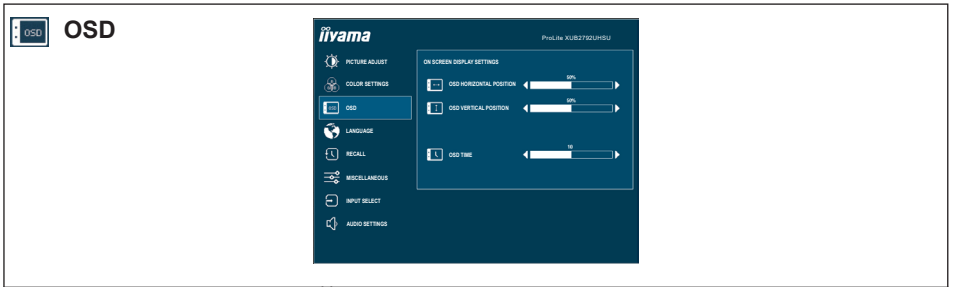 OSD OSD
iiyama
ProLite XUB2792UHSU
PICTURE ADJUST
COLOR SETTINGS
OSD OSD
LANGUAGE
RECALL
MISCELLANEOUS
INPUT SELECT
AUDIO SETTINGS
ON SCREEN DISPLAY SETTINGS
OSD HORIZONTAL POSITION 50%
OSD VERTICAL POSITION 50%
OSD TIME 10